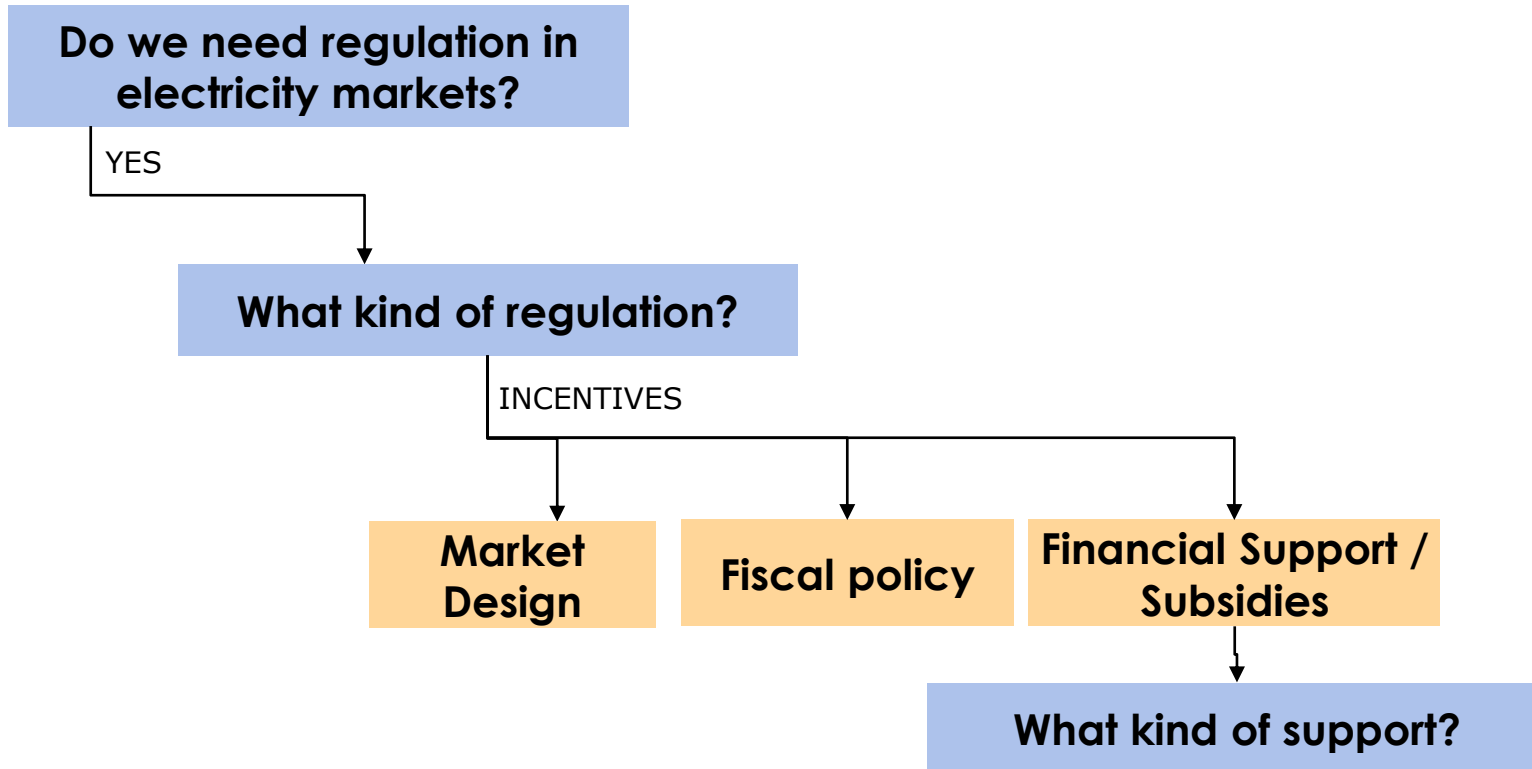 Do we need regulation in
electricity markets?
YES
What kind of regulation?
INCENTIVES
Market
Design
Fiscal policy
Financial Support /
Subsidies
What kind of support?